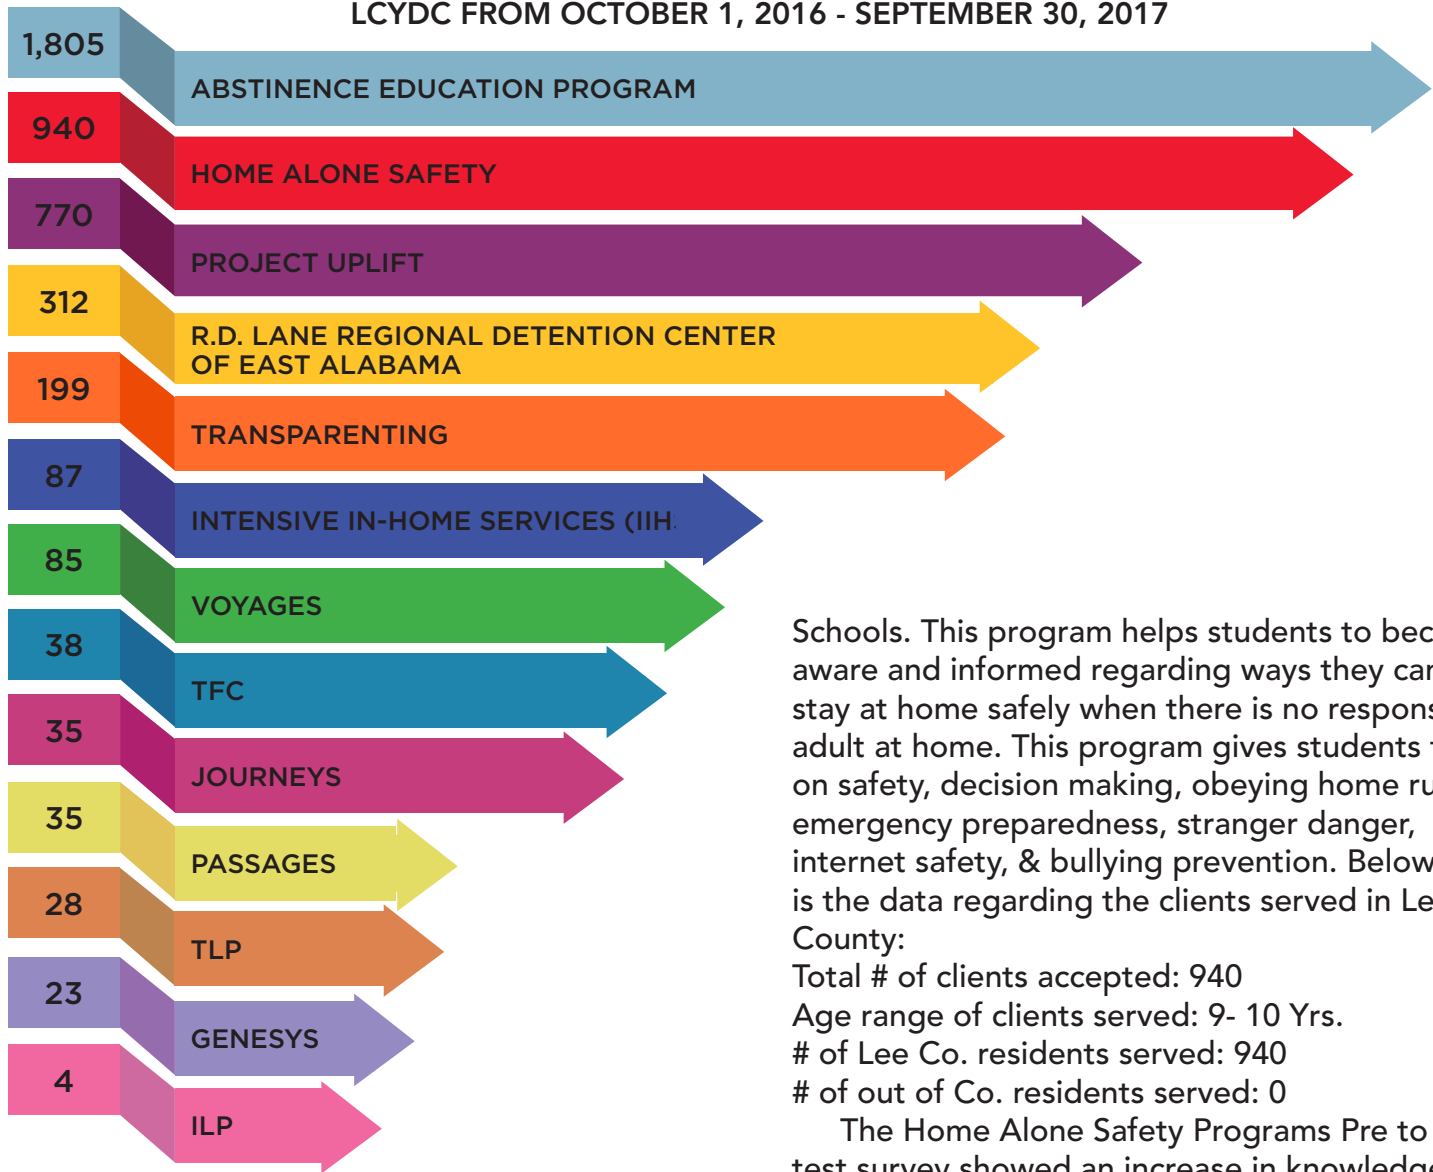 LCYDC FROM OCTOBER 1, 2016 - SEPTEMBER 30, 2017
1,805
ABSTINENCE EDUCATION PROGRAM
940
HOME ALONE SAFETY
770
PROJECT UPLIFT
312
R.D. LANE REGIONAL DETENTION CENTER
OF EAST ALABAMA
199
TRANSPARENTING
87
INTENSIVE IN-HOME SERVICES
85
VOYAGES
38
TFC
35
JOURNEYS
35
PASSAGES
28
TLP
23
GENESYS
4
ILP
Schools. This program helps students to
aware and informed regarding ways they
stay at home safely when there is no
adult at home. This program gives students
on safety, decision making, obeying home
emergency preparedness, stranger danger,
internet safety, & bullying prevention. Below
is the data regarding the clients served in
County:
Total # of clients accepted: 940
Age range of clients served: 9- 10 Yrs.
# of Lee Co. residents served: 940
# of out of Co. residents served: 0
The Home Alone Safety Programs Pre to
test survey showed an increase in knowledge